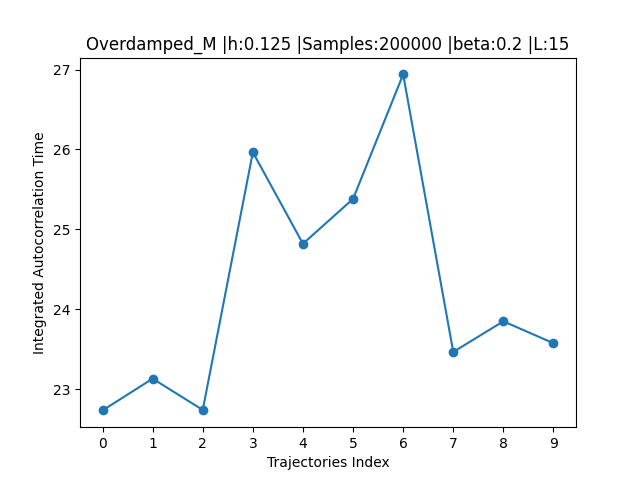 Overdamped_M |h:0.125 |Samples:200000 |beta:0.2 |L:15
27
26
25
24
23
Integrated Autocorrelation Time
0 1 2 3 4 5 6 7 8 9
Trajectories Index